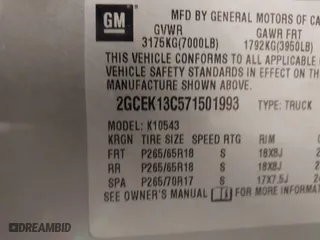 GM
MFD BY GENERAL MOTORS OF CA
GVWR GAWR FRT
3175KG(7000LB) 1792KG(3950LB)
THIS VEHICLE CONFORMS TO ALL APPLICABLE
VEHICLE SAFETY STANDARDS IN EFFECT ON
MANUFACTURE SHOWN ABOVE.
2GCEK13C571501993 TYPE: TRUCK
MODEL: K10543
KRGN TIRE SIZE SPEED RTG RIM
FRT P265/65R18 S 18X8J
RR P265/65R18 S 18X8J
SPA P265/70R17 S 17X7.5J
SEE OWNER'S MANUAL FOR MORE INFORMATION
DREAMBID